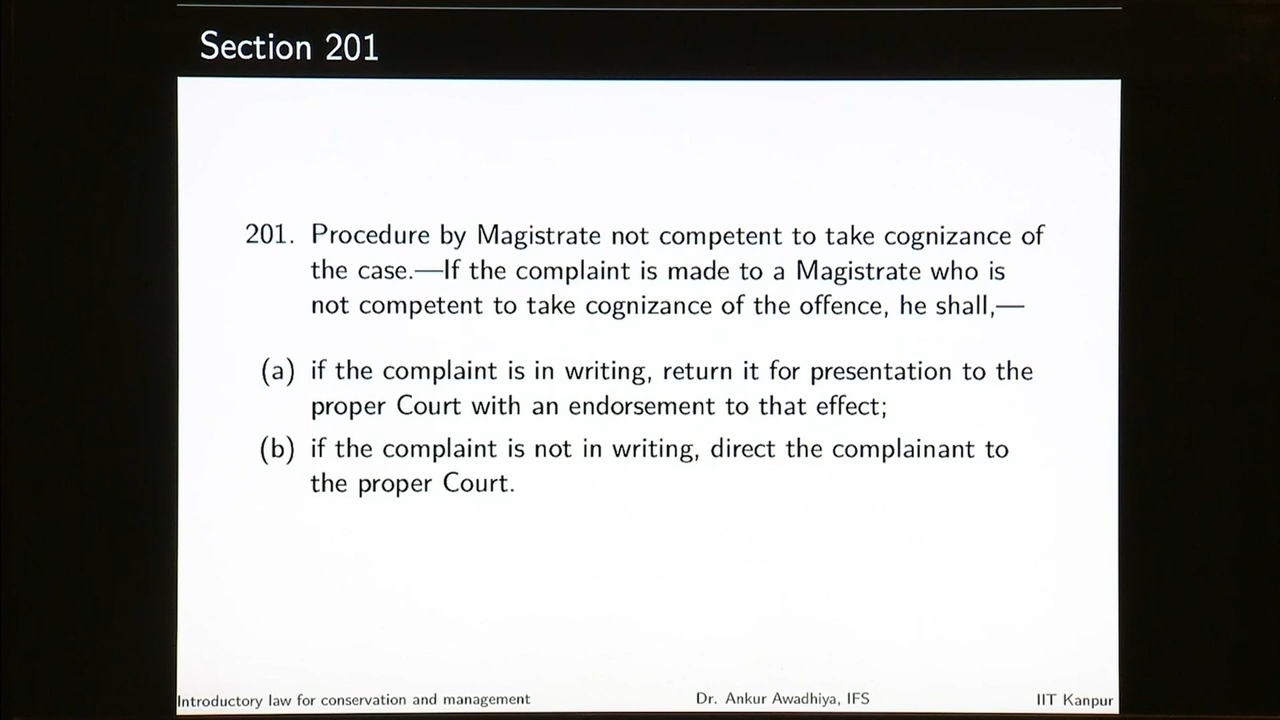 Section 201
201. Procedure by Magistrate not competent to take cognizance of
the case.—If the complaint is made to a Magistrate who is
not competent to take cognizance of the offence, he shall,—
(a) if the complaint is in writing, return it for presentation to the
proper Court with an endorsement to that effect;
(b) if the complaint is not in writing, direct the complainant to
the proper Court.
Introductory law for conservation and management Dr. Ankur Awadhiya, IFS IIT Kanpur